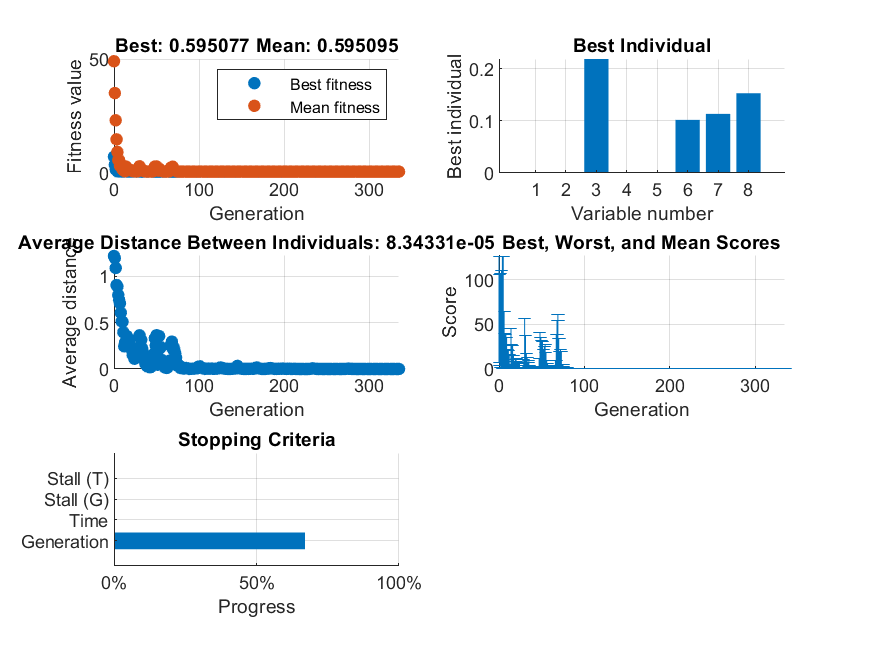 Best: 0.595077 Mean: 0.595095
Fitness value
50
0
Best fitness
Mean fitness
0 100 200 300
Generation
Best Individual
Best individual
0.2
0.1
0
1 2 3 4 5 6 7 8
Variable number
Average Distance Between Individuals: 8.34331e-05
Average distance
1
0.5
0
0 100 200 300
Generation
Best, Worst, and Mean Scores
Score
100
50
0
0 100 200 300
Generation
Stopping Criteria
Stall (T)
Stall (G)
Time
Generation
0% 50% 100%
Progress